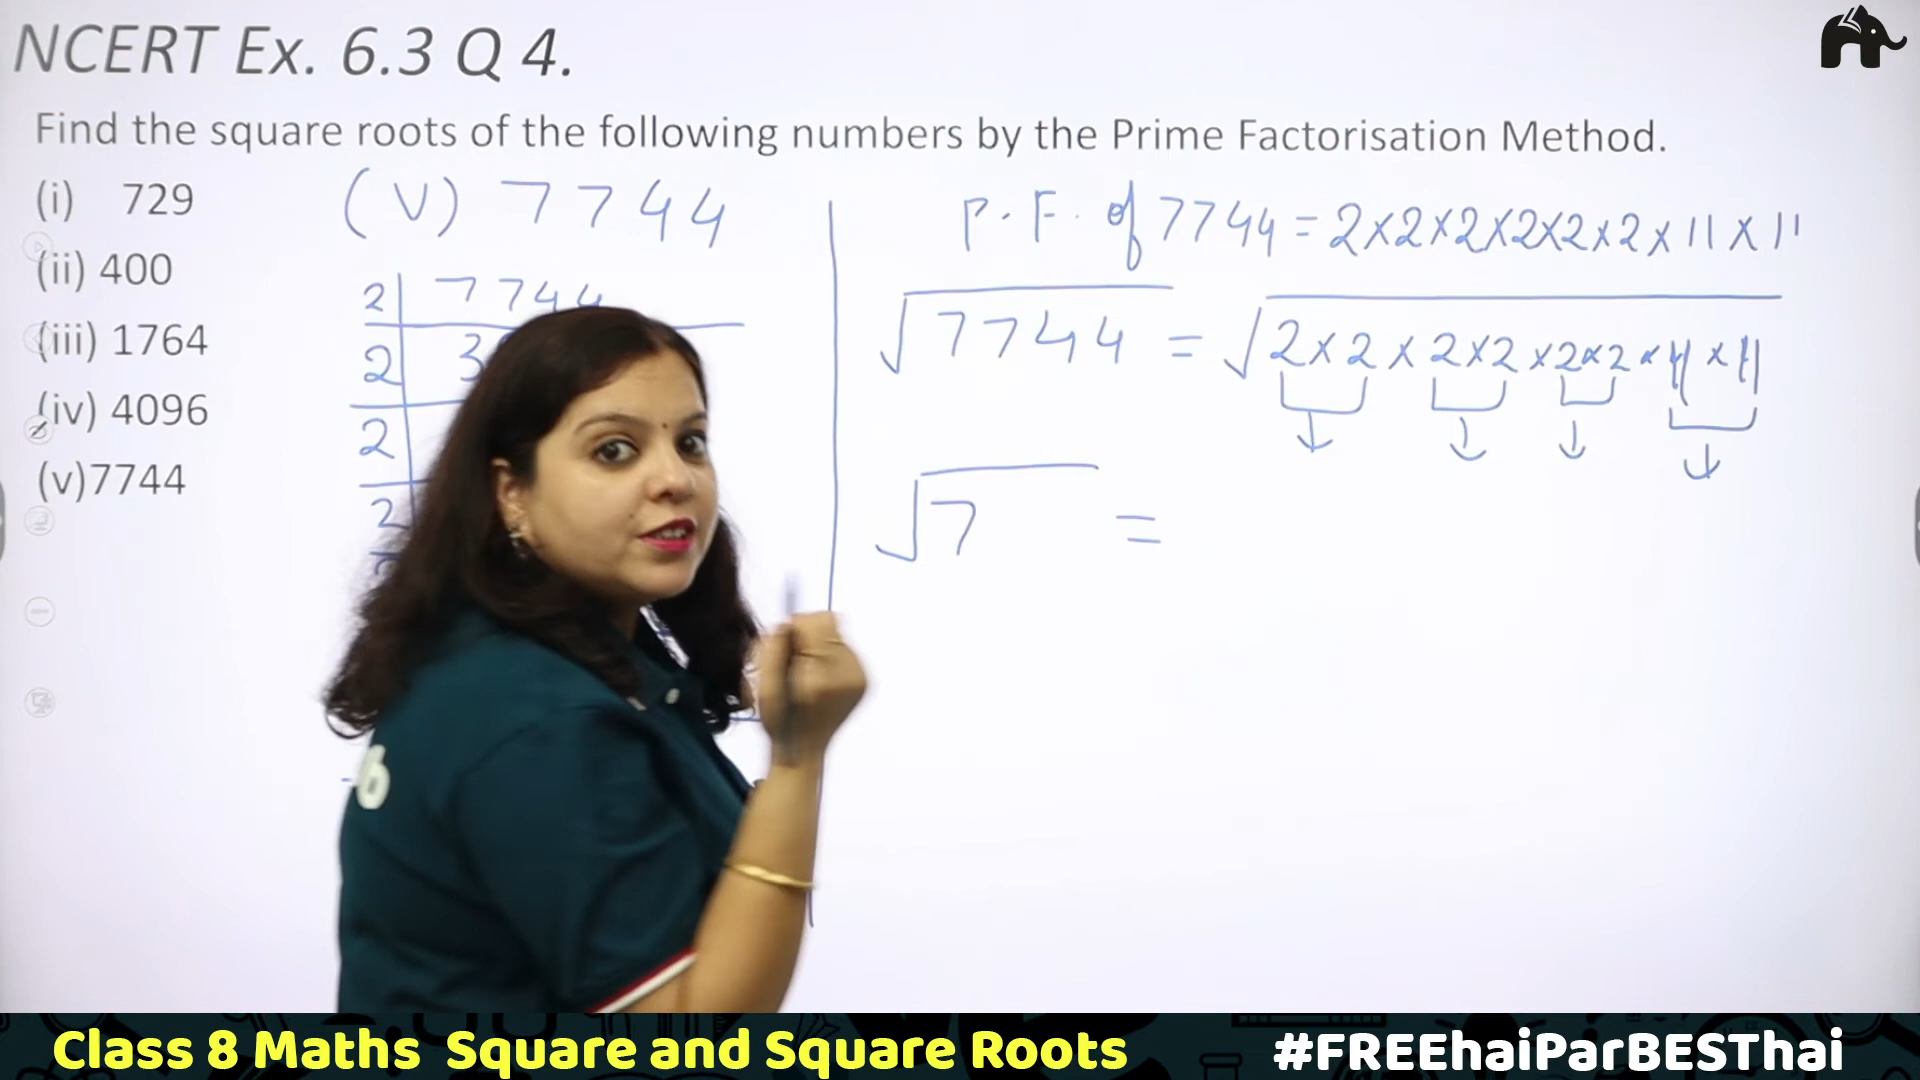 NCERT Ex. 6.3 Q 4.
Find the square roots of the following numbers by the Prime Factorisation Method.
(i) 729
(ii) 400
(iii) 1764
(iv) 4096
(v)7744
(V) 7744
2 7744
2 3
2
2
P.F. of 7744 = 2×2×2×2×2×2×11×11
√7744 = √2×2×2×2×2×2×11×11
√7 =
Class 8 Maths Square and Square Roots
#FREEhaiParBESThai